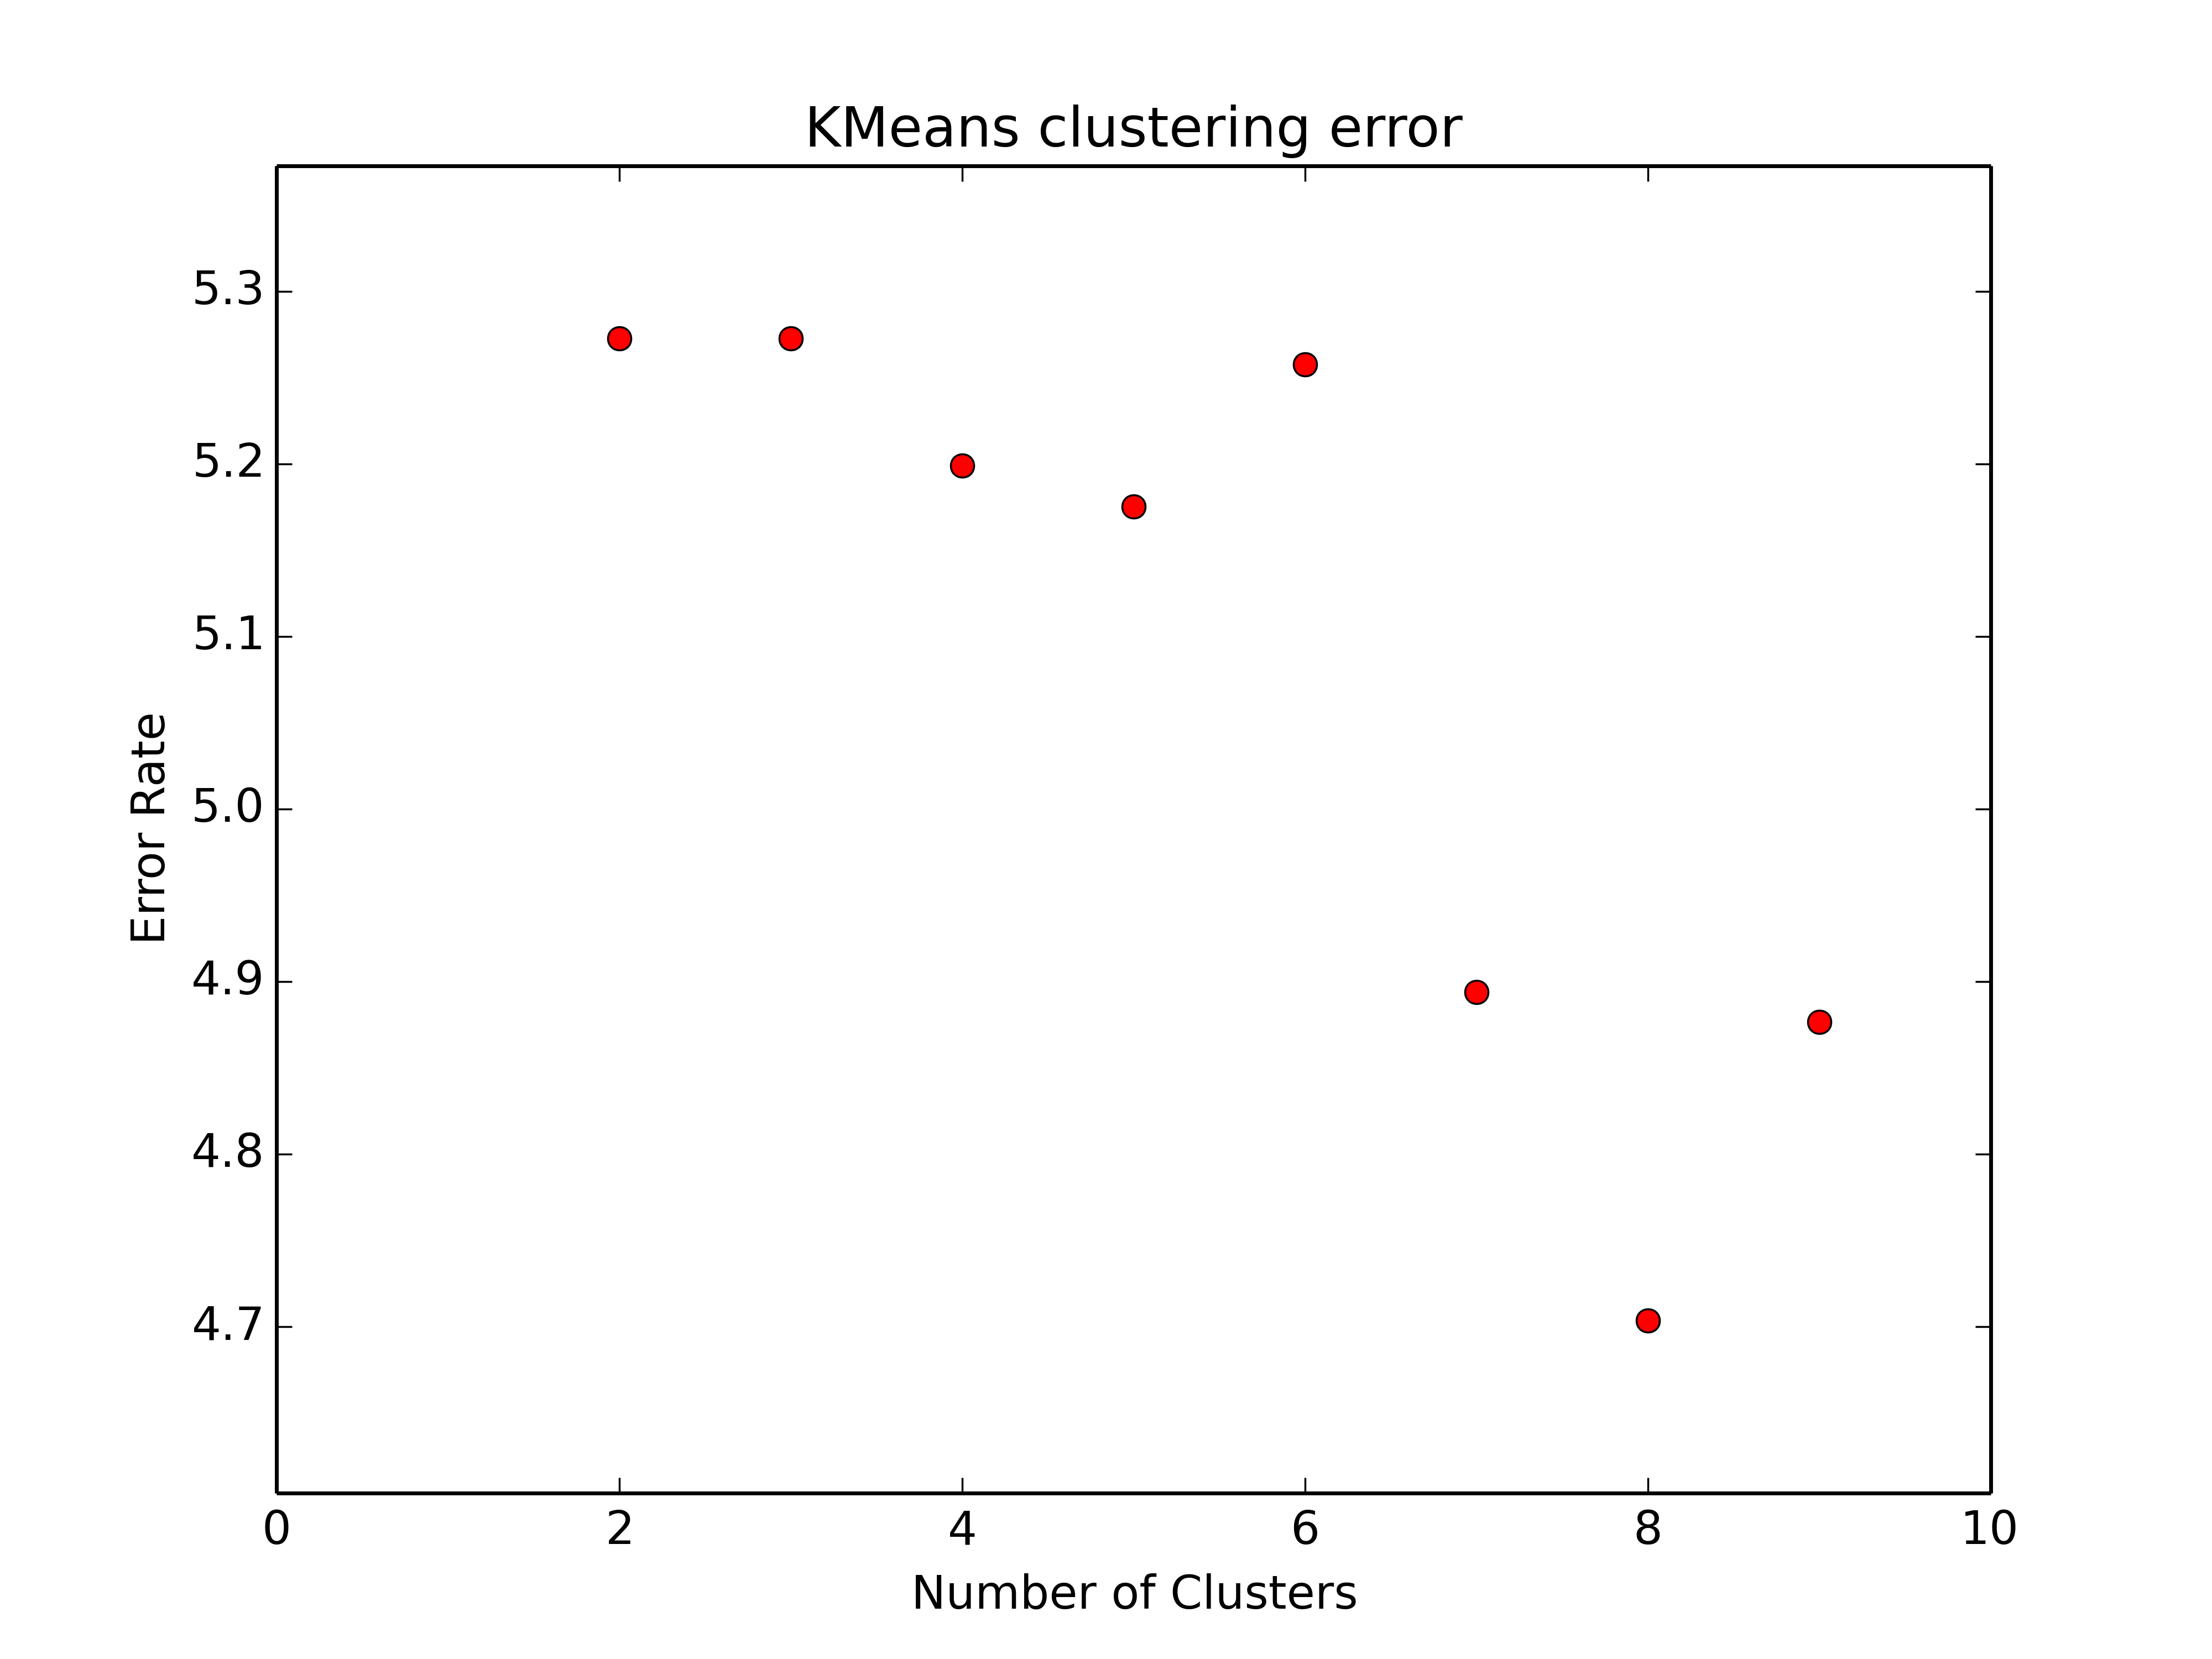 KMeans clustering error
5.3
5.2
5.1
5.0
4.9
4.8
4.7
Error Rate
0 2 4 6 8 10
Number of Clusters